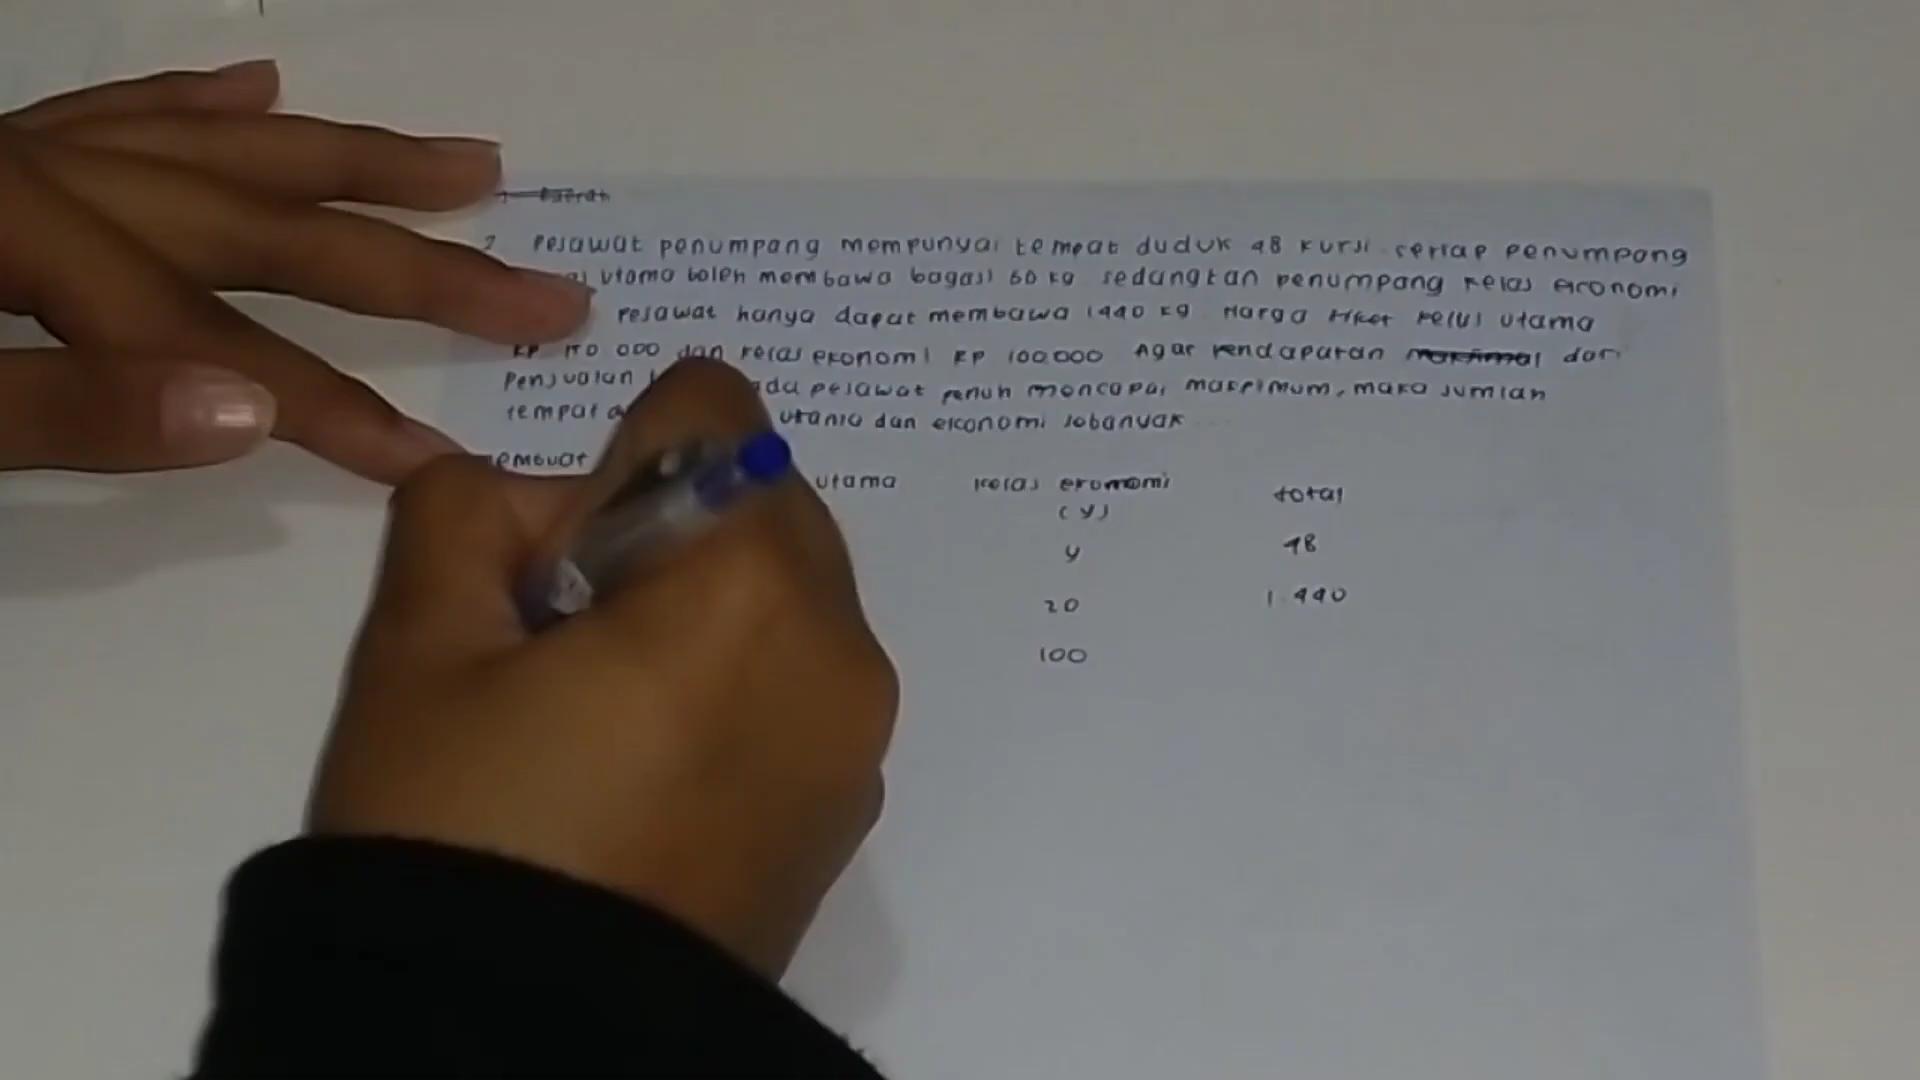 Daerah
2. Pesawat penumpang mempunyai tempat duduk 48 kursi. setiap penumpang
utama boleh membawa bagasi 60 kg sedangkan penumpang kelas ekonomi
pesawat hanya dapat membawa 1440 kg. Harga tiket kelas utama
Rp 150.000 dan kelas ekonomi Rp 100.000 Agar pendapatan maksimal dari
Penjualan pada pesawat penuh mencapai maksimum, maka jumlah
tempat utama dan ekonomi sebanyak ...
membuat
utama kelas ekonomi total
(y)
y 48
20 1.440
100